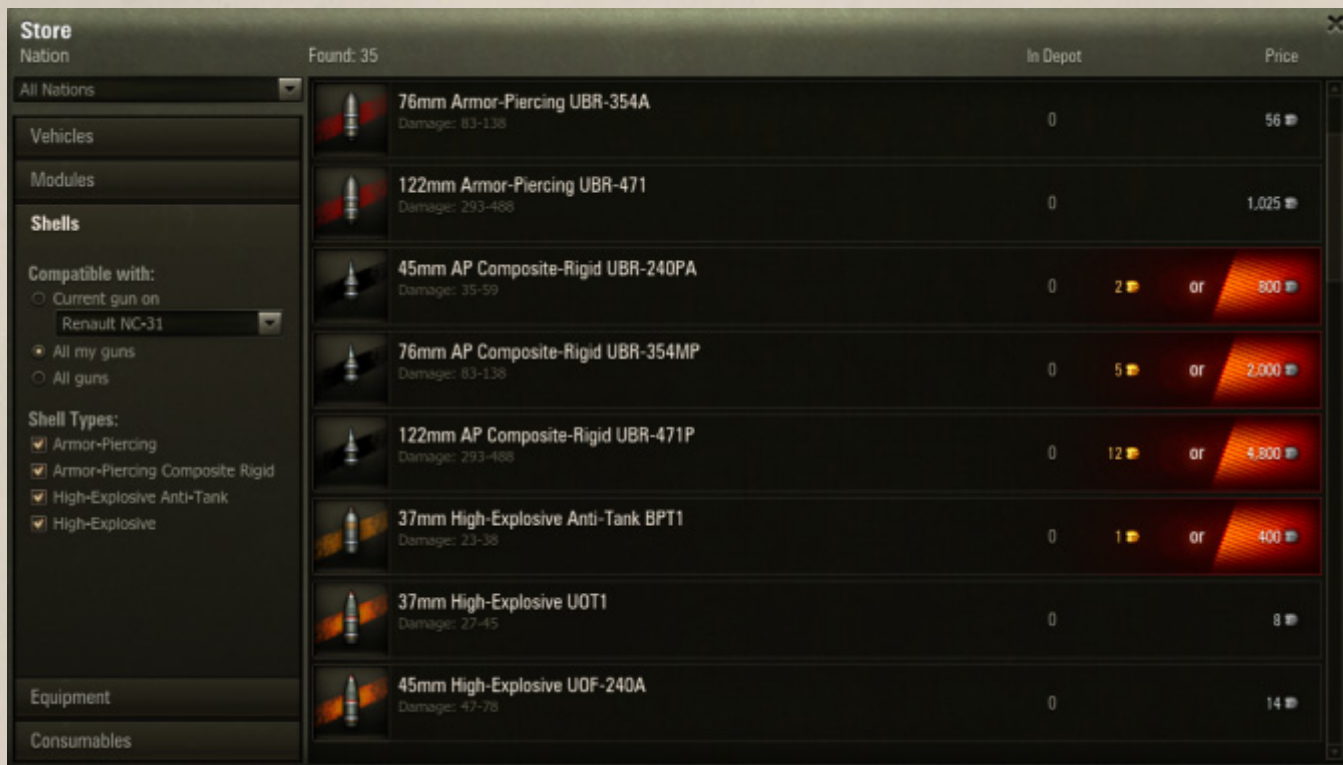 Store
Nation
Found: 35
In Depot
Price
All Nations
Vehicles
Modules
Shells
Compatible with:
Current gun on
Renault NC-31
All my guns
All guns
Shell Types:
Armor-Piercing
Armor-Piercing Composite Rigid
High-Explosive Anti-Tank
High-Explosive
Equipment
Consumables
76mm Armor-Piercing UBR-354A
Damage: 83-138
0
56
122mm Armor-Piercing UBR-471
Damage: 293-488
0
1,025
45mm AP Composite-Rigid UBR-240PA
Damage: 35-59
0
2 or 800
76mm AP Composite-Rigid UBR-354MP
Damage: 83-138
0
5 or 2,000
122mm AP Composite-Rigid UBR-471P
Damage: 293-488
0
12 or 4,800
37mm High-Explosive Anti-Tank BPT1
Damage: 23-38
0
1 or 400
37mm High-Explosive UOT1
Damage: 27-45
0
8
45mm High-Explosive UOF-240A
Damage: 47-78
0
14